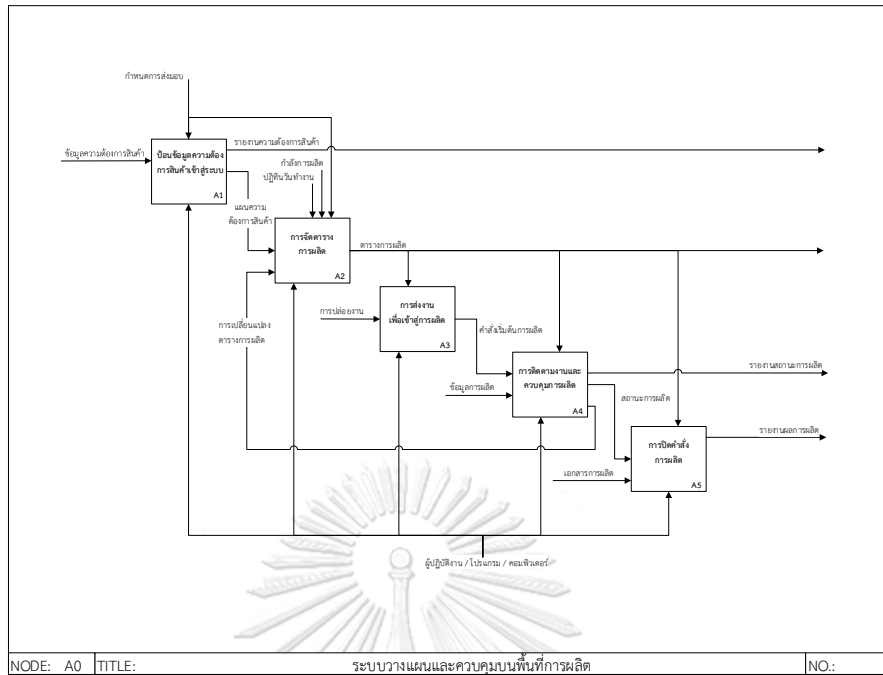 กำหนดการส่งมอบ
ข้อมูลความต้องการสินค้า
ป้อนข้อมูลความต้อง
การสินค้าเข้าสู่ระบบ
A1
รายงานความต้องการสินค้า
กำลังการผลิต
ปฏิทินวันทำงาน
แผนความ
ต้องการสินค้า
การจัดตาราง
การผลิต
A2
ตารางการผลิต
การปล่อยงาน
การส่งงาน
เพื่อเข้าสู่การผลิต
A3
การเปลี่ยนแปลง
ตารางการผลิต
คำสั่งเริ่มต้นการผลิต
การติดตามงานและ
ควบคุมการผลิต
A4
รายงานสถานะการผลิต
ข้อมูลการผลิต
สถานะการผลิต
การปิดคำสั่ง
การผลิต
A5
รายงานผลการผลิต
เอกสารการผลิต
ผู้ปฏิบัติงาน / โปรแกรม / คอมพิวเตอร์
NODE: A0 TITLE: ระบบวางแผนและควบคุมบนพื้นที่การผลิต NO.: